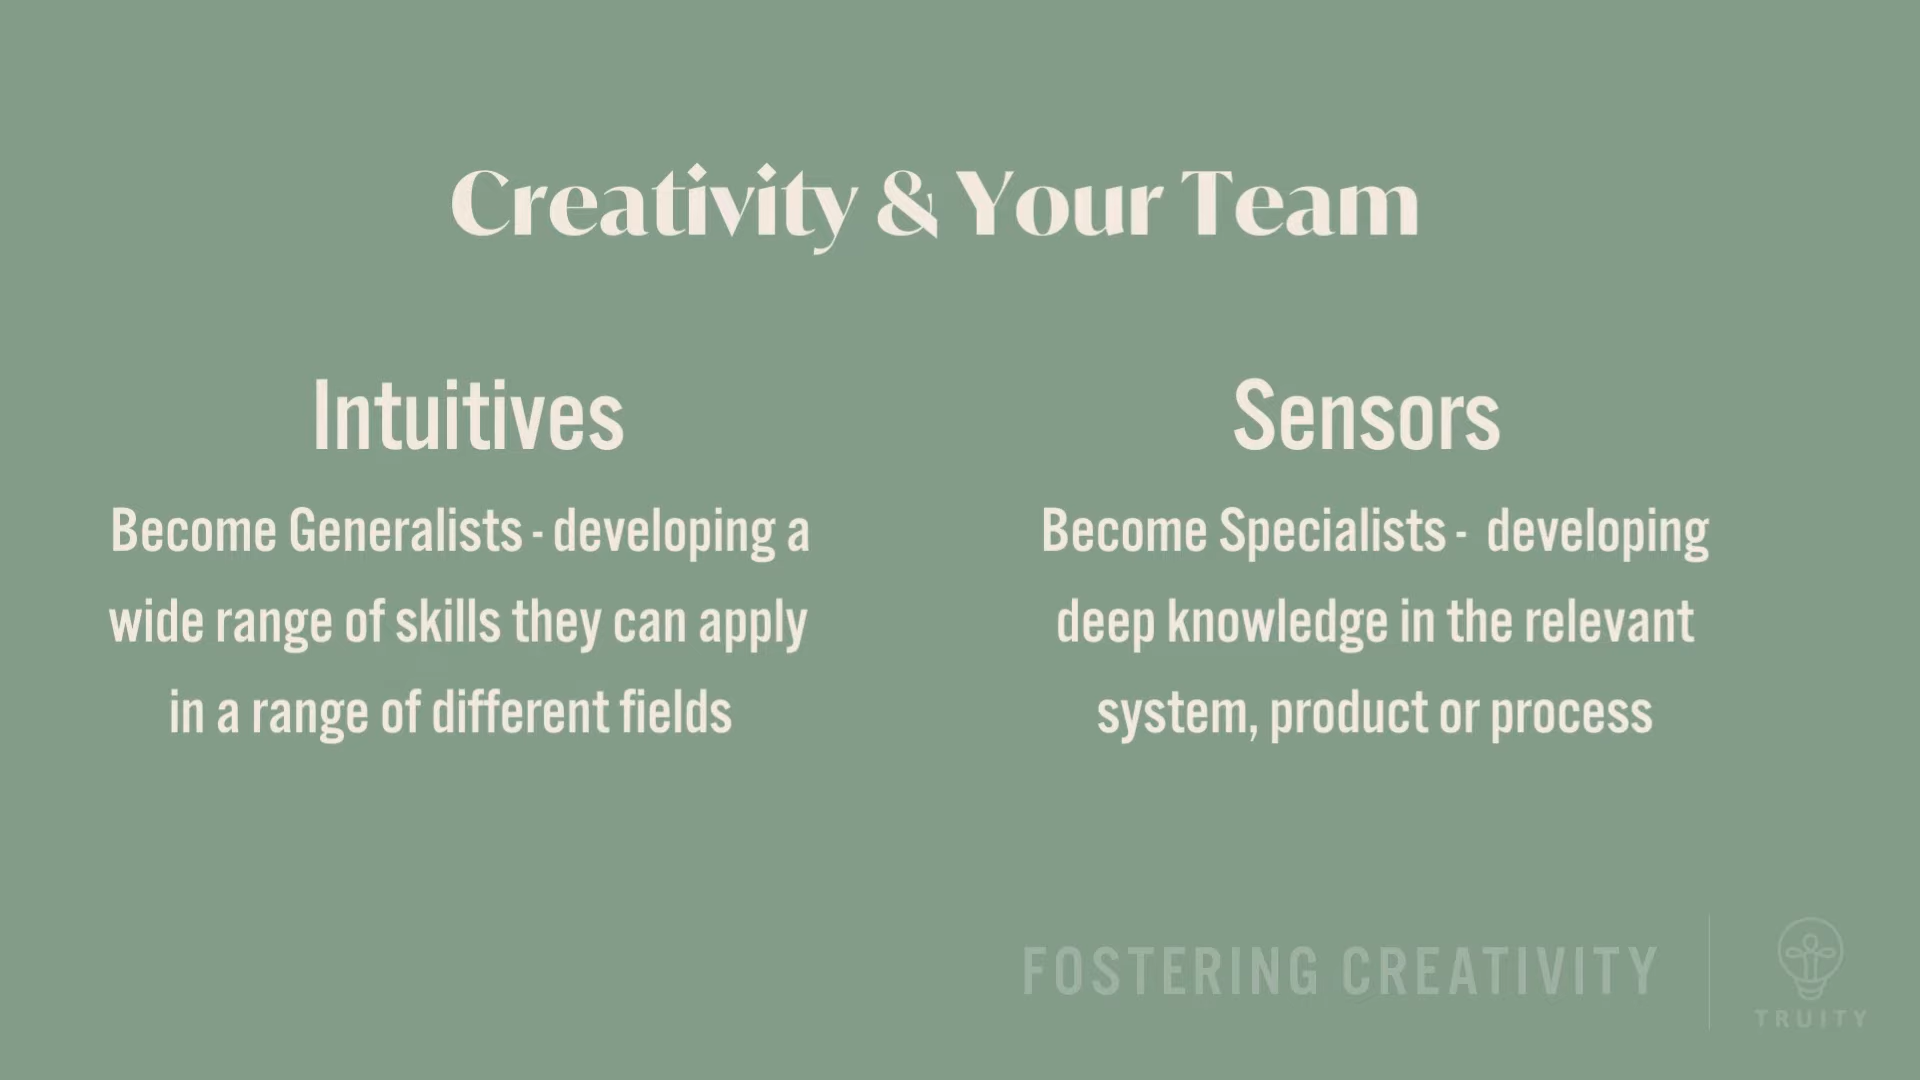 Creativity & Your Team
Intuitives
Become Generalists - developing a
wide range of skills they can apply
in a range of different fields
Sensors
Become Specialists -  developing
deep knowledge in the relevant
system, product or process
FOSTERING CREATIVITY
TRUITY